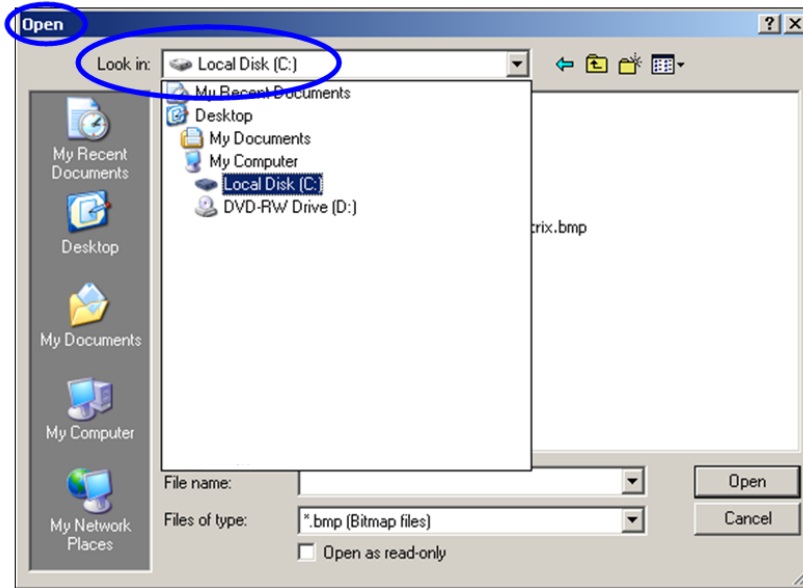 Open
Look in: Local Disk (C:)
My Recent Documents
Desktop
My Documents
My Computer
Local Disk (C:)
DVD-RW Drive (D:)
trix.bmp
My Recent
Documents
Desktop
My Documents
My Computer
My Network
Places
File name:
Open
Files of type: *.bmp (Bitmap files)
Cancel
Open as read-only